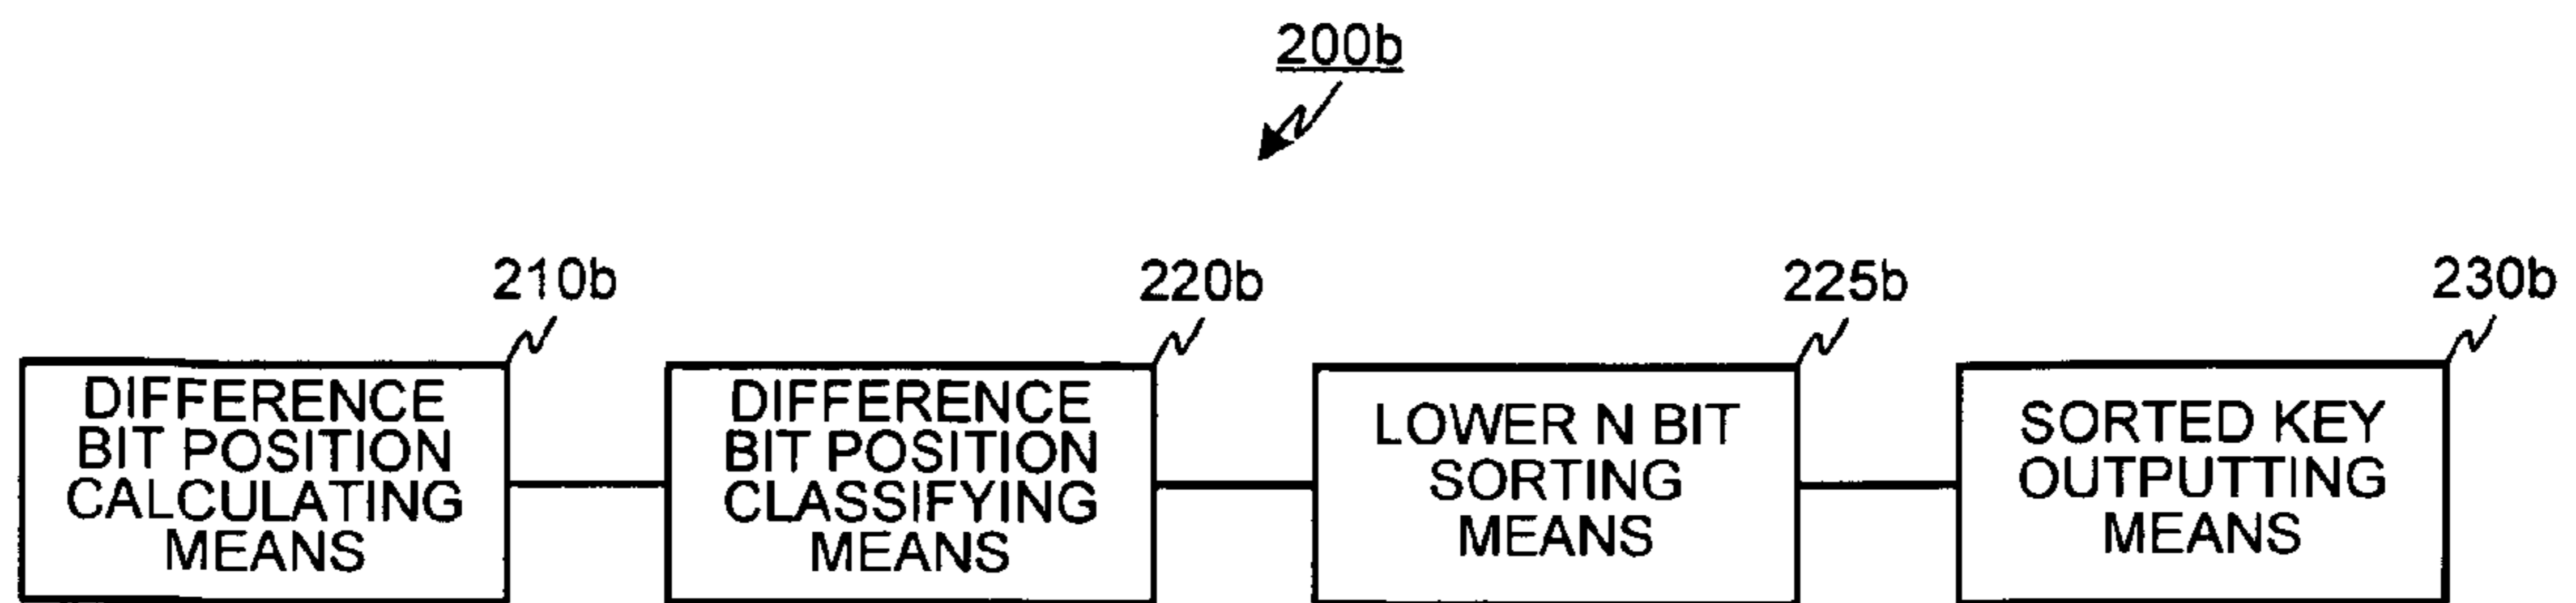 200b
210b
220b
225b
230b
DIFFERENCE
BIT POSITION
CALCULATING
MEANS
DIFFERENCE
BIT POSITION
CLASSIFYING
MEANS
LOWER N BIT
SORTING
MEANS
SORTED KEY
OUTPUTTING
MEANS